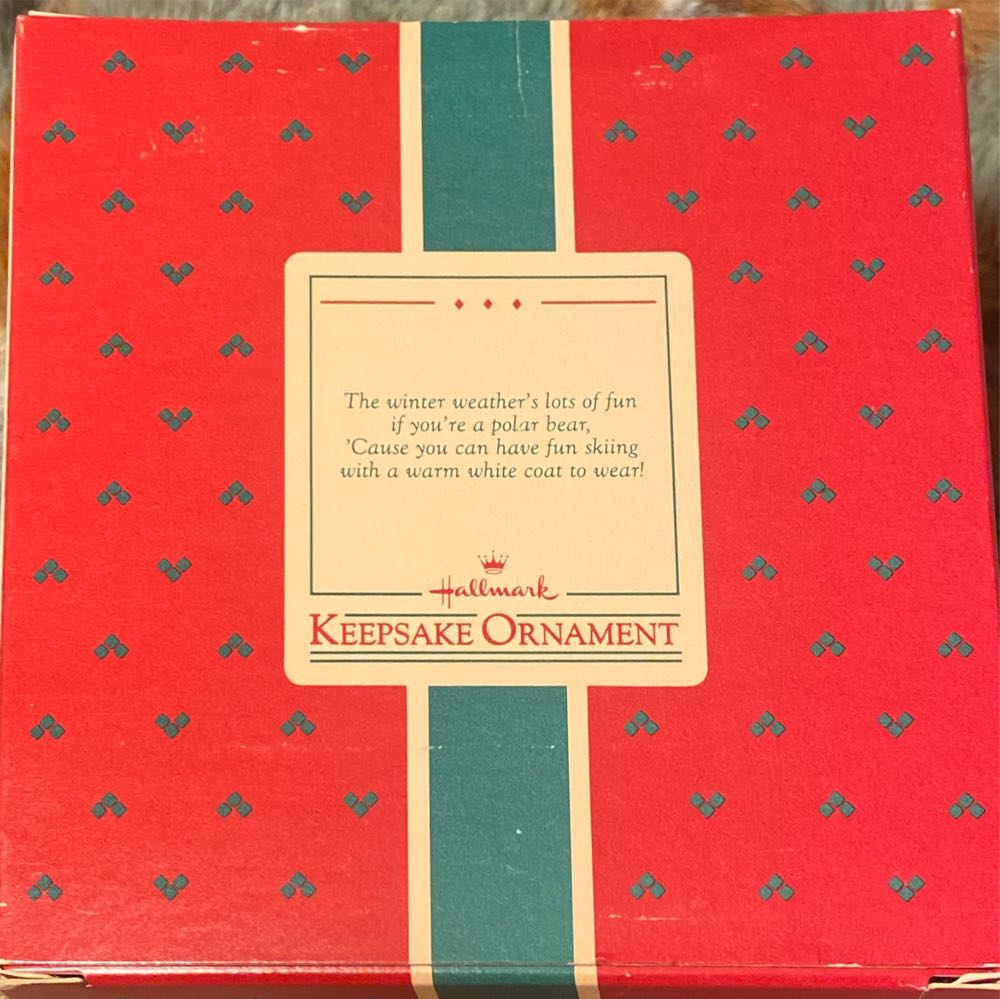 The winter weather's lots of fun
if you're a polar bear,
'Cause you can have fun skiing
with a warm white coat to wear!
Hallmark
KEEPSAKE ORNAMENT